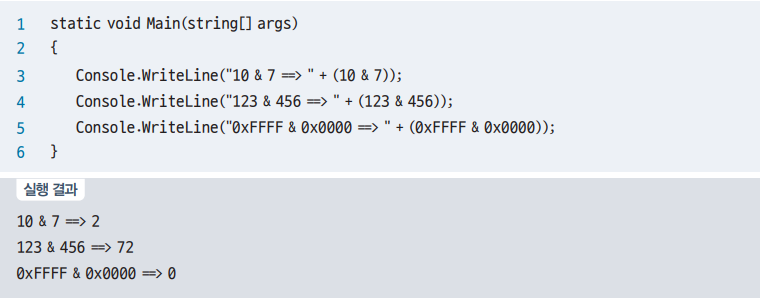 1 static void Main(string[] args)
2 {
3 Console.WriteLine("10 & 7 ==> " + (10 & 7));
4 Console.WriteLine("123 & 456 ==> " + (123 & 456));
5 Console.WriteLine("0xFFFF & 0x0000 ==> " + (0xFFFF & 0x0000));
6 }
실행 결과
10 & 7 ==> 2
123 & 456 ==> 72
0xFFFF & 0x0000 ==> 0